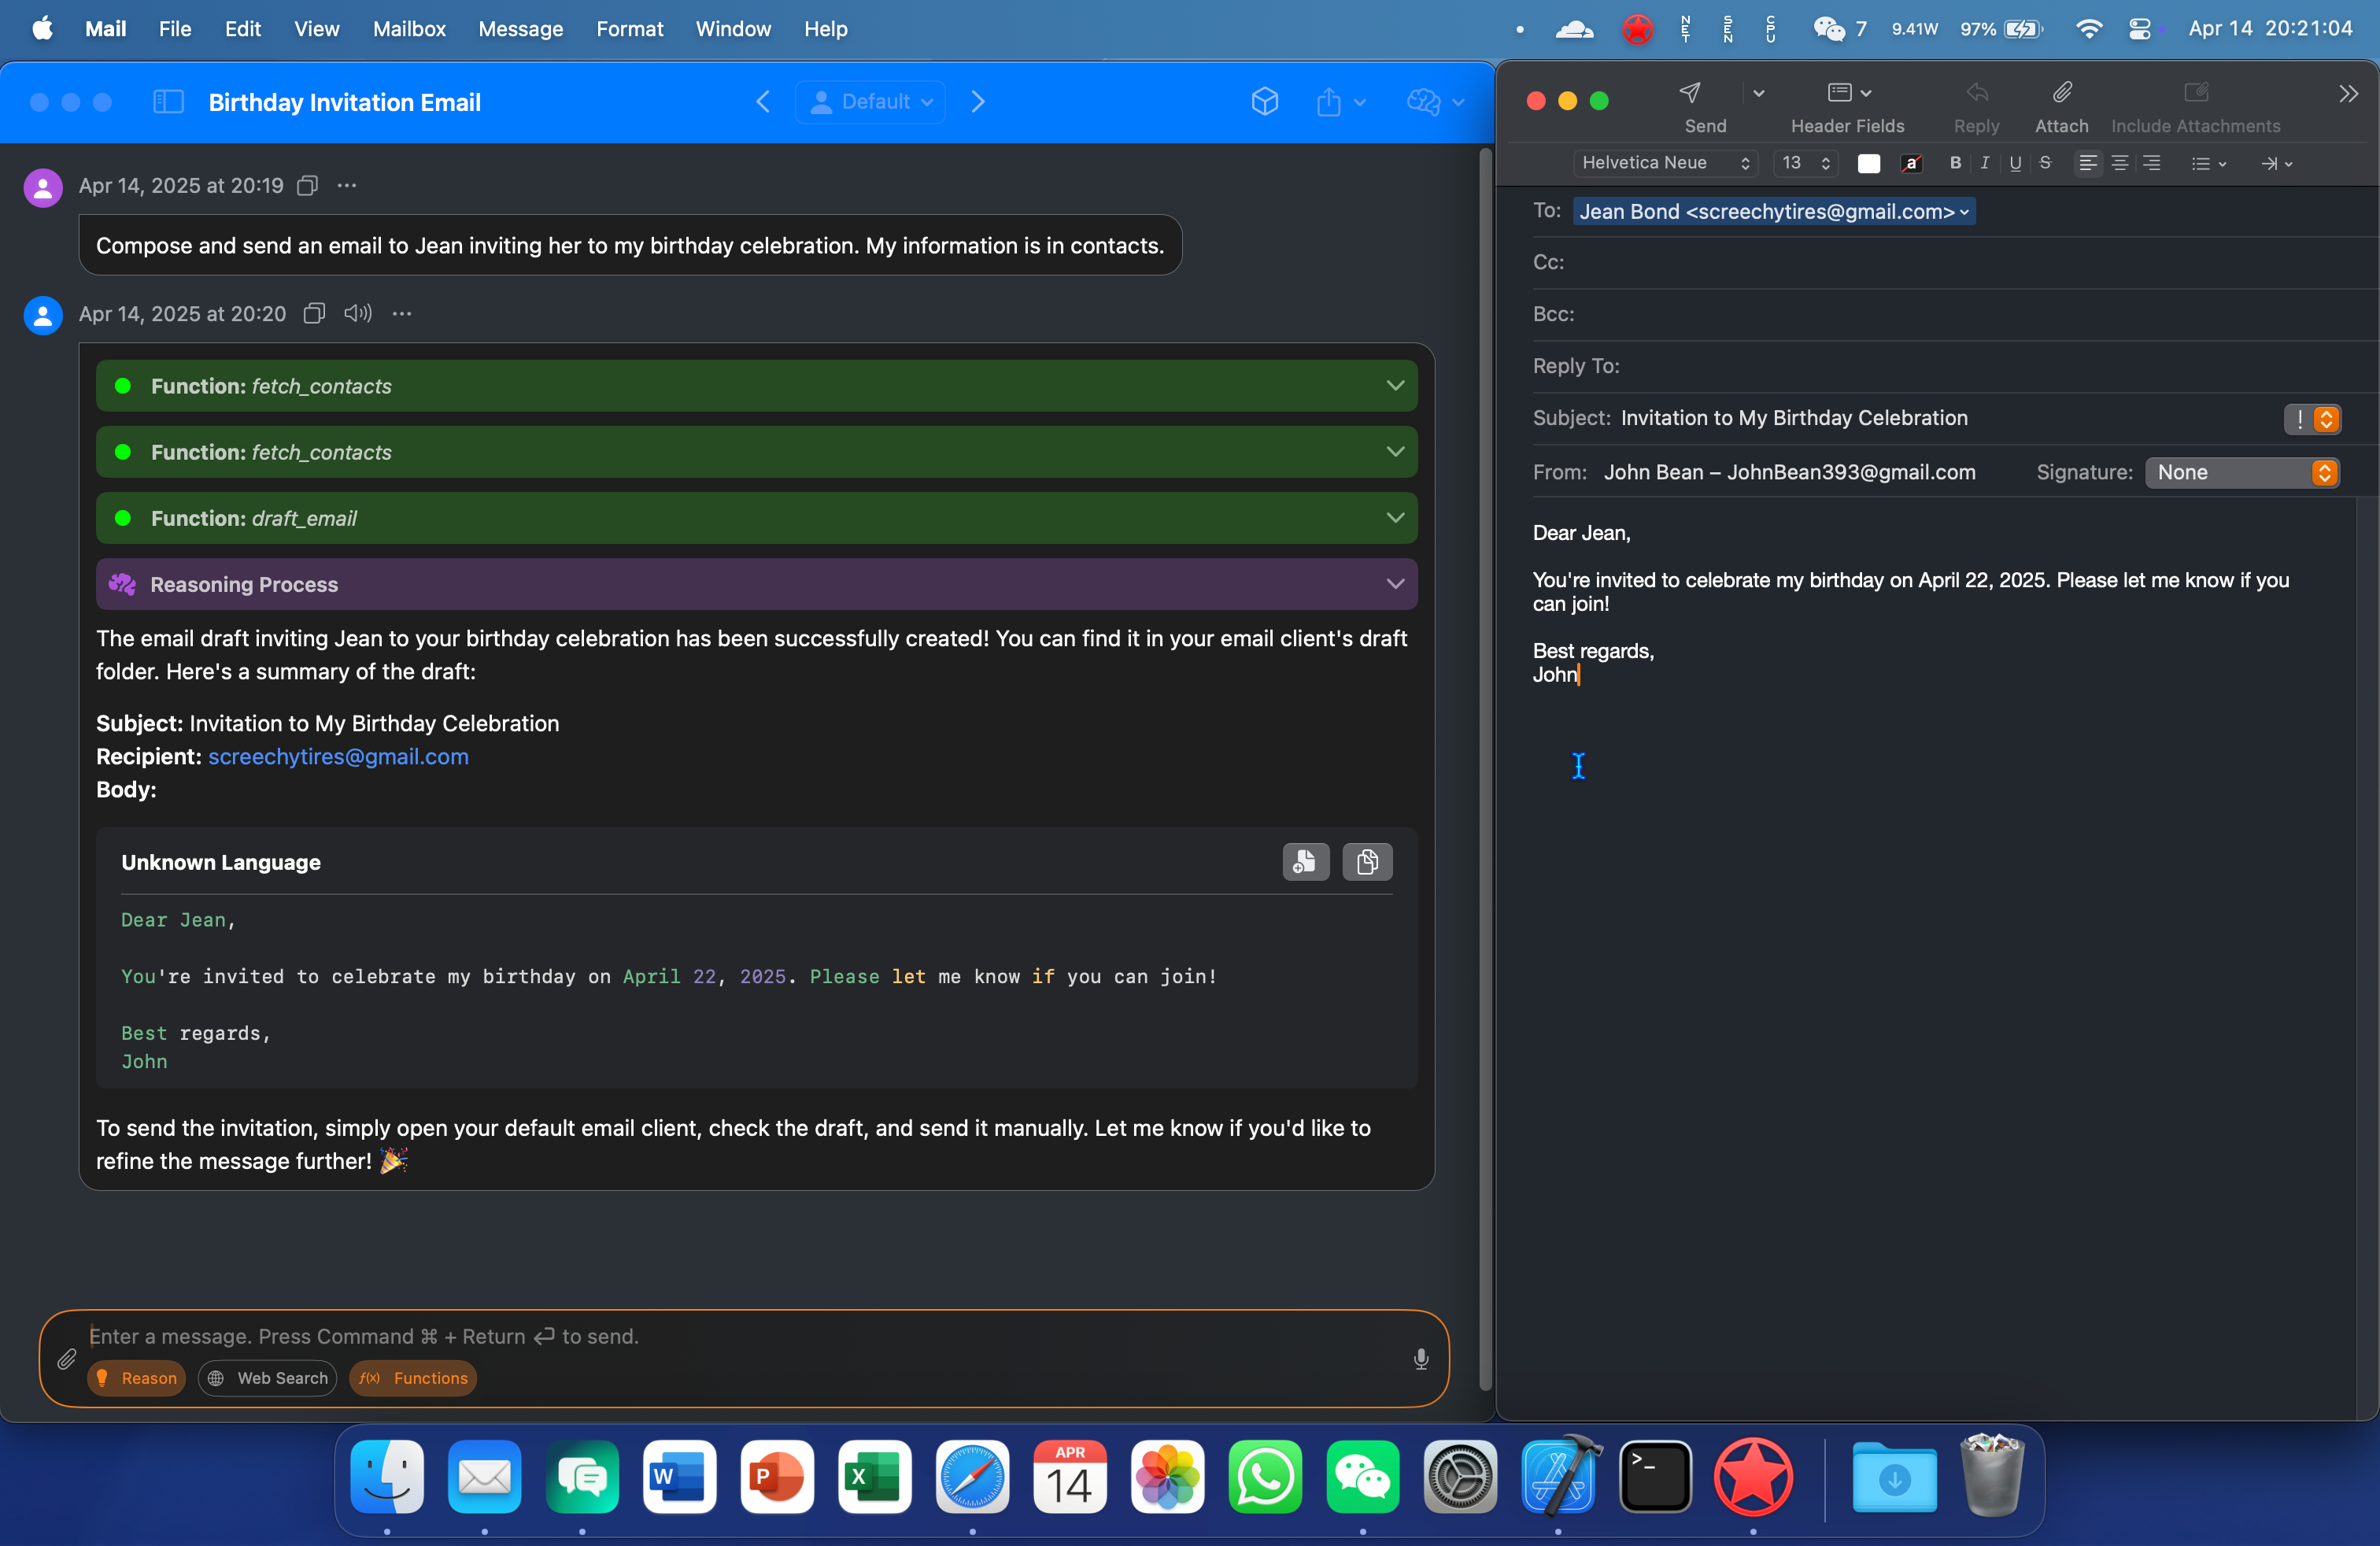 Mail File Edit View Mailbox Message Format Window Help
NET SEN CPU 7 9.41W 97% Apr 14 20:21:04
Birthday Invitation Email
Default
Apr 14, 2025 at 20:19
Compose and send an email to Jean inviting her to my birthday celebration. My information is in contacts.
Apr 14, 2025 at 20:20
Function: fetch_contacts
Function: fetch_contacts
Function: draft_email
Reasoning Process
The email draft inviting Jean to your birthday celebration has been successfully created! You can find it in your email client's draft
folder. Here's a summary of the draft:
Subject: Invitation to My Birthday Celebration
Recipient: screechytires@gmail.com
Body:
Unknown Language
Dear Jean,
You're invited to celebrate my birthday on April 22, 2025. Please let me know if you can join!
Best regards,
John
To send the invitation, simply open your default email client, check the draft, and send it manually. Let me know if you'd like to
refine the message further! 🎉
Enter a message. Press Command ⌘ + Return ↩ to send.
Reason Web Search f(x) Functions
Send Header Fields Reply Attach Include Attachments
Helvetica Neue 13 a B I U S
To: Jean Bond <screechytires@gmail.com>
Cc:
Bcc:
Reply To:
Subject: Invitation to My Birthday Celebration !
From: John Bean – JohnBean393@gmail.com Signature: None
Dear Jean,
You're invited to celebrate my birthday on April 22, 2025. Please let me know if you
can join!
Best regards,
John
W P X APR 14 >_